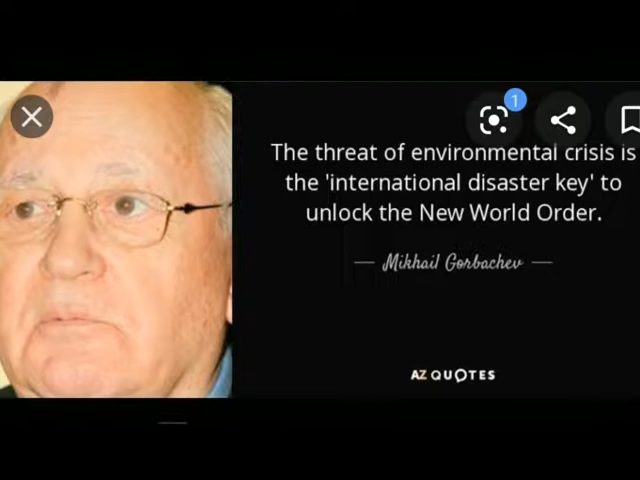 1
The threat of environmental crisis is
the 'international disaster key' to
unlock the New World Order.
— Mikhail Gorbachev —
AZ QUOTES